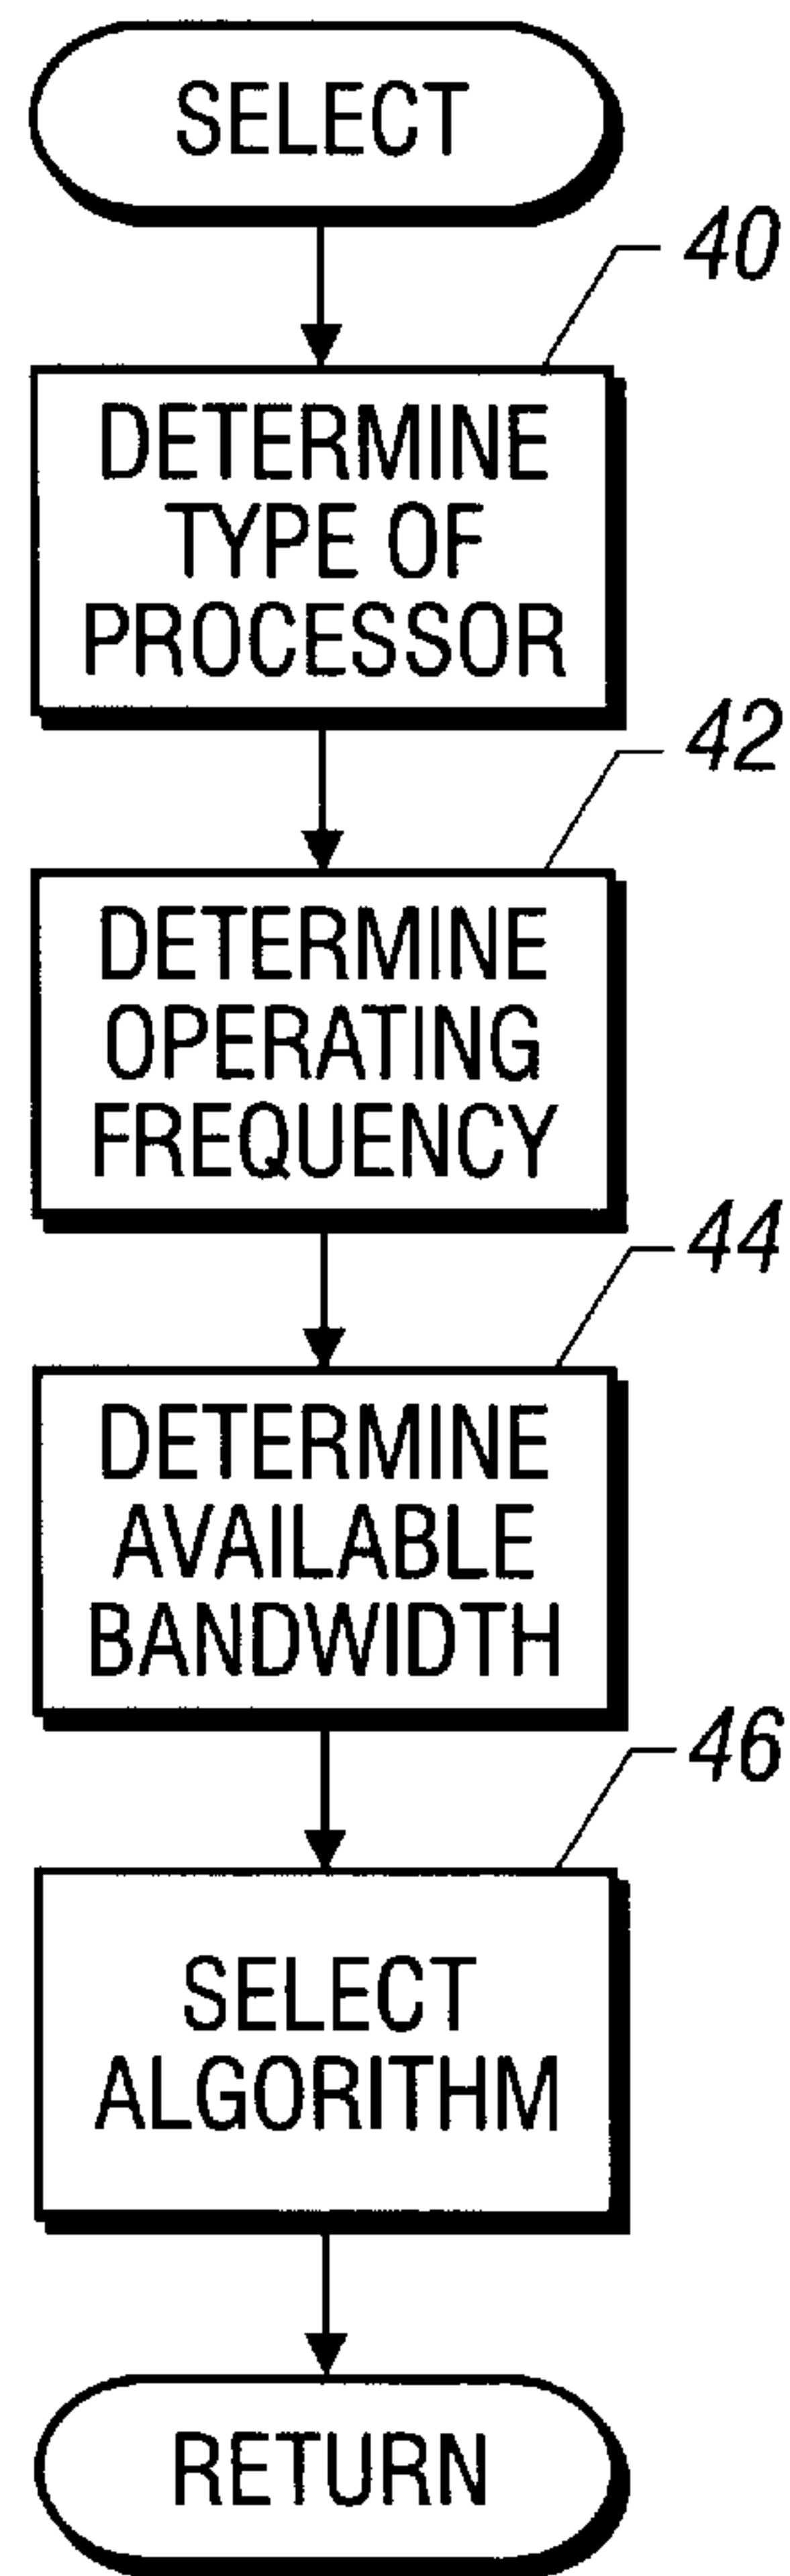 SELECT
40
DETERMINE
TYPE OF
PROCESSOR
42
DETERMINE
OPERATING
FREQUENCY
44
DETERMINE
AVAILABLE
BANDWIDTH
46
SELECT
ALGORITHM
RETURN